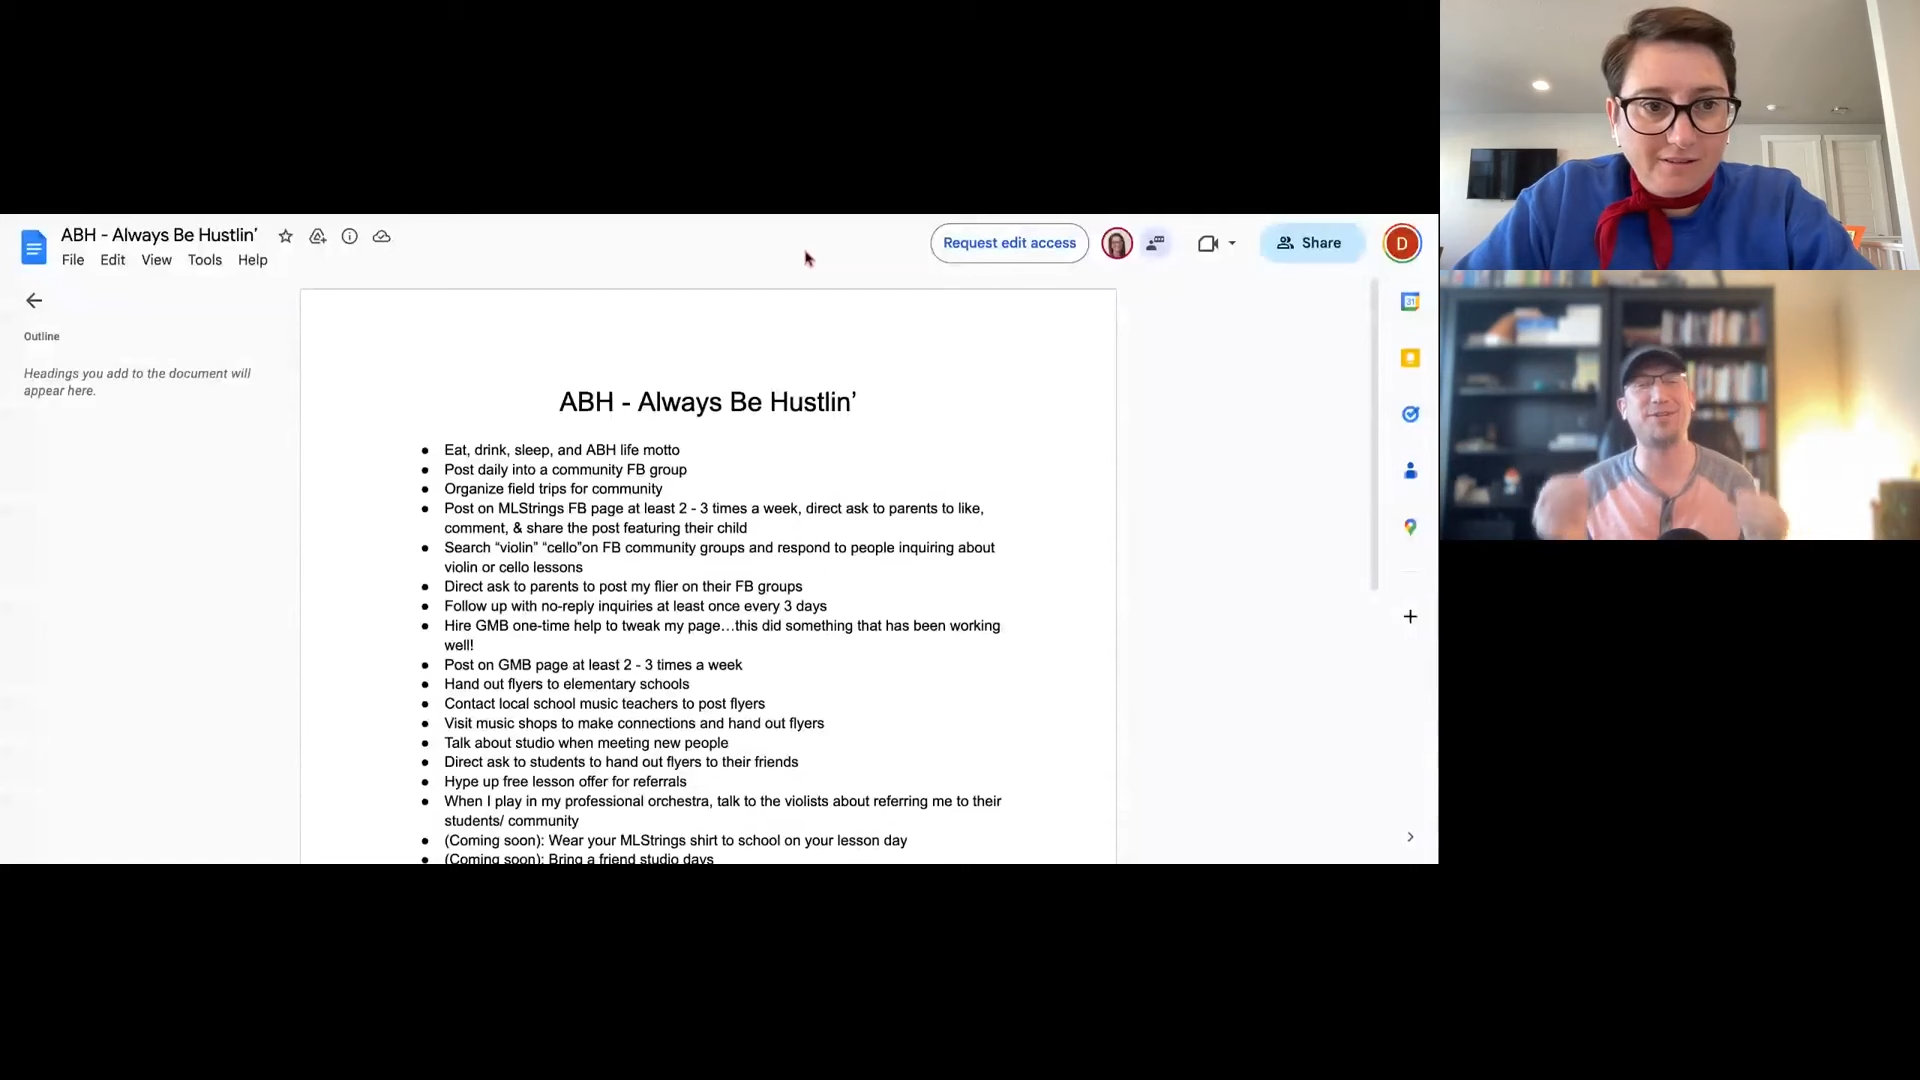 ABH - Always Be Hustlin’
File Edit View Tools Help
Request edit access
Share
D
Outline
Headings you add to the document will
appear here.
31
ABH - Always Be Hustlin’
● Eat, drink, sleep, and ABH life motto
● Post daily into a community FB group
● Organize field trips for community
● Post on MLStrings FB page at least 2 - 3 times a week, direct ask to parents to like,
comment, & share the post featuring their child
● Search “violin” “cello”on FB community groups and respond to people inquiring about
violin or cello lessons
● Direct ask to parents to post my flier on their FB groups
● Follow up with no-reply inquiries at least once every 3 days
● Hire GMB one-time help to tweak my page…this did something that has been working
well!
● Post on GMB page at least 2 - 3 times a week
● Hand out flyers to elementary schools
● Contact local school music teachers to post flyers
● Visit music shops to make connections and hand out flyers
● Talk about studio when meeting new people
● Direct ask to students to hand out flyers to their friends
● Hype up free lesson offer for referrals
● When I play in my professional orchestra, talk to the violists about referring me to their
students/ community
● (Coming soon): Wear your MLStrings shirt to school on your lesson day
● (Coming soon): Bring a friend studio days